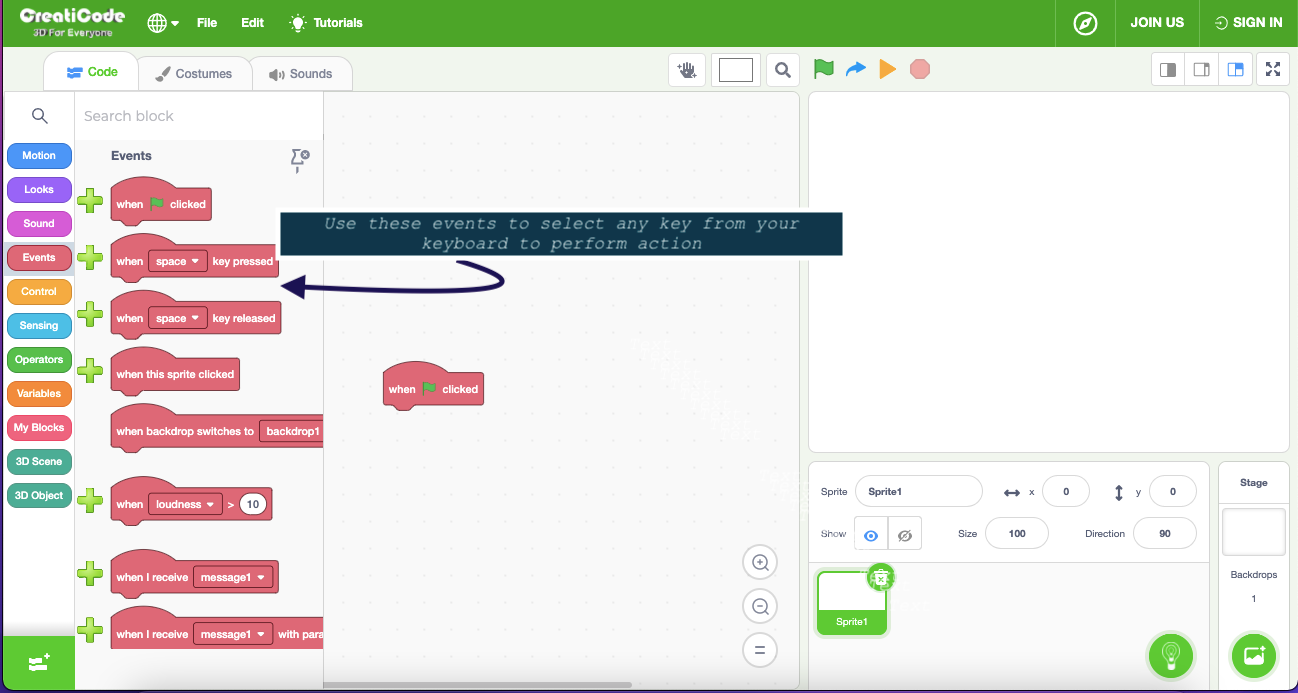 CreatiCode
3D For Everyone
File
Edit
Tutorials
JOIN US
SIGN IN
Code
Costumes
Sounds
Search block
Motion
Looks
Sound
Events
Control
Sensing
Operators
Variables
My Blocks
3D Scene
3D Object
Events
when clicked
when space key pressed
when space key released
when this sprite clicked
when backdrop switches to backdrop1
when loudness > 10
when I receive message1
when I receive message1 with para
Use these events to select any key from your
keyboard to perform action
when clicked
Sprite Sprite1 x 0 y 0
Show Size 100 Direction 90
Sprite1
Stage
Backdrops
1